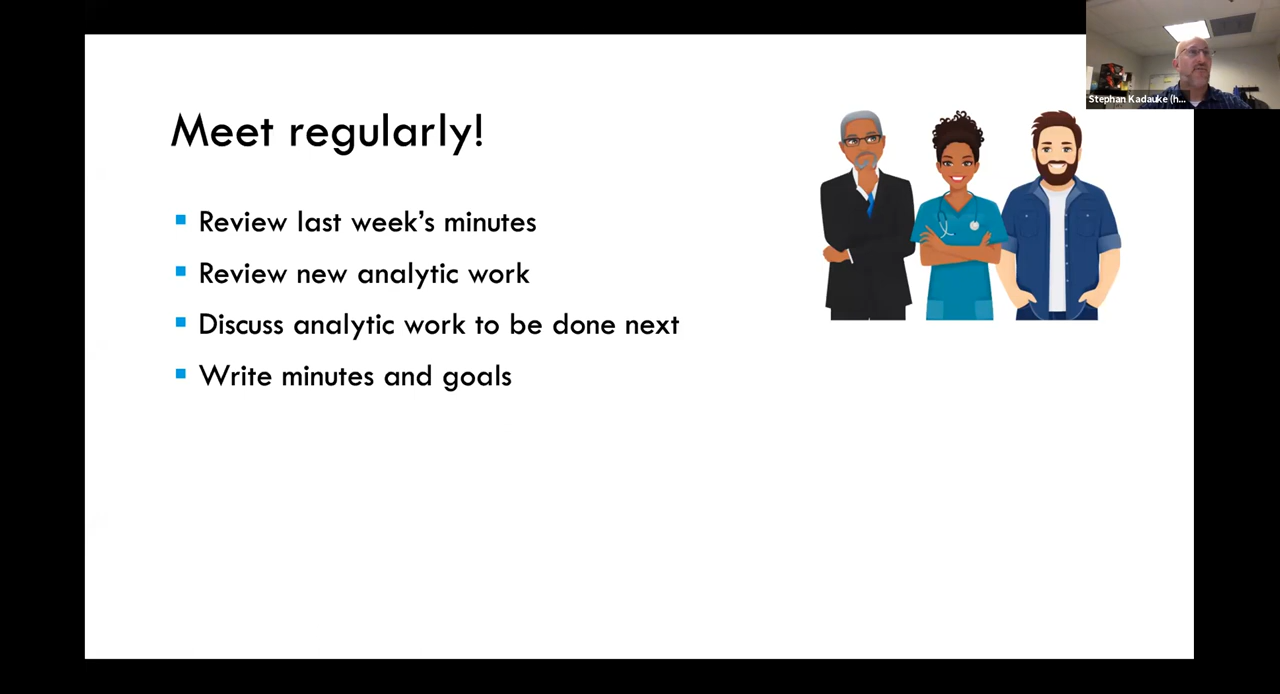 Meet regularly!
Review last week’s minutes
Review new analytic work
Discuss analytic work to be done next
Write minutes and goals
Stephan Kadauke (h...